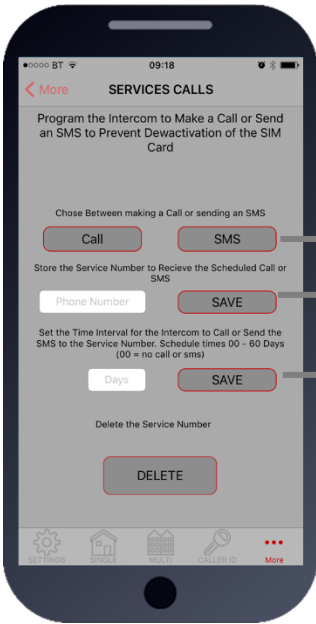 ●○○○○ BT 09:18
More SERVICES CALLS
Program the Intercom to Make a Call or Send
an SMS to Prevent Dewactivation of the SIM
Card
Chose Between making a Call or sending an SMS
Call SMS
Store the Service Number to Recieve the Scheduled Call or
SMS
Phone Number SAVE
Set the Time Interval for the Intercom to Call or Send the
SMS to the Service Number. Schedule times 00 - 60 Days
(00 = no call or sms)
Days SAVE
Delete the Service Number
DELETE
SETTINGS SINGLE MULTI CALLER ID More